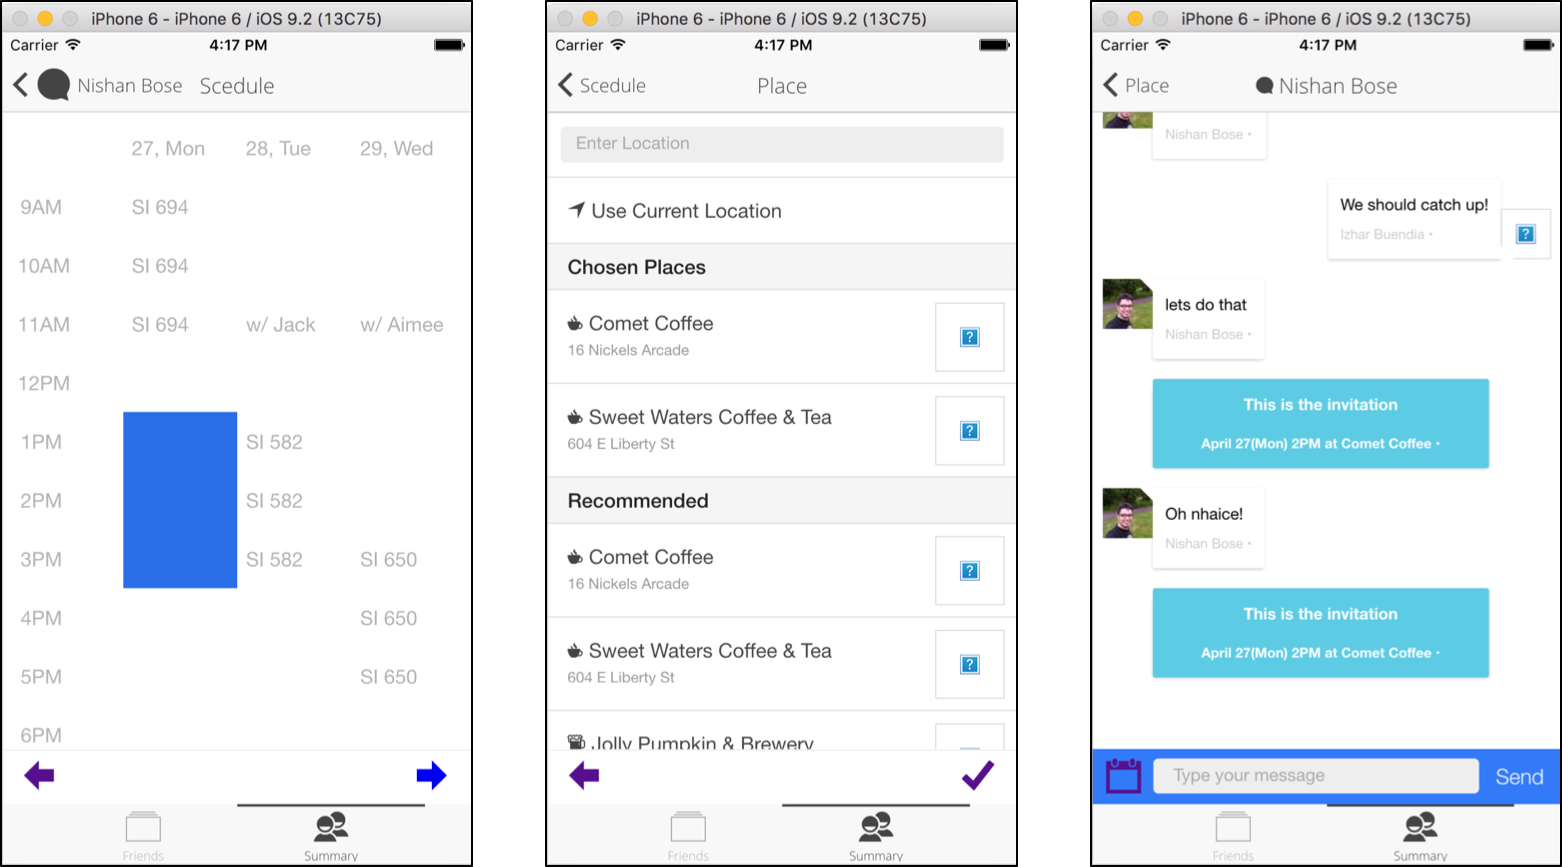 iPhone 6 - iPhone 6 / iOS 9.2 (13C75)
Carrier 4:17 PM
Nishan Bose Scedule
27, Mon 28, Tue 29, Wed
9AM SI 694
10AM SI 694
11AM SI 694 w/ Jack w/ Aimee
12PM
1PM SI 582
2PM SI 582
3PM SI 582 SI 650
4PM SI 650
5PM SI 650
6PM
Friends Summary
iPhone 6 - iPhone 6 / iOS 9.2 (13C75)
Carrier 4:17 PM
Scedule Place
Enter Location
Use Current Location
Chosen Places
Comet Coffee
16 Nickels Arcade
?
Sweet Waters Coffee & Tea
604 E Liberty St
?
Recommended
Comet Coffee
16 Nickels Arcade
?
Sweet Waters Coffee & Tea
604 E Liberty St
?
Jolly Pumpkin & Brewery
Friends Summary
iPhone 6 - iPhone 6 / iOS 9.2 (13C75)
Carrier 4:17 PM
Place Nishan Bose
Nishan Bose •
We should catch up!
Izhar Buendia •
?
lets do that
Nishan Bose •
This is the invitation
April 27(Mon) 2PM at Comet Coffee •
Oh nhaice!
Nishan Bose •
This is the invitation
April 27(Mon) 2PM at Comet Coffee •
Type your message Send
Friends Summary